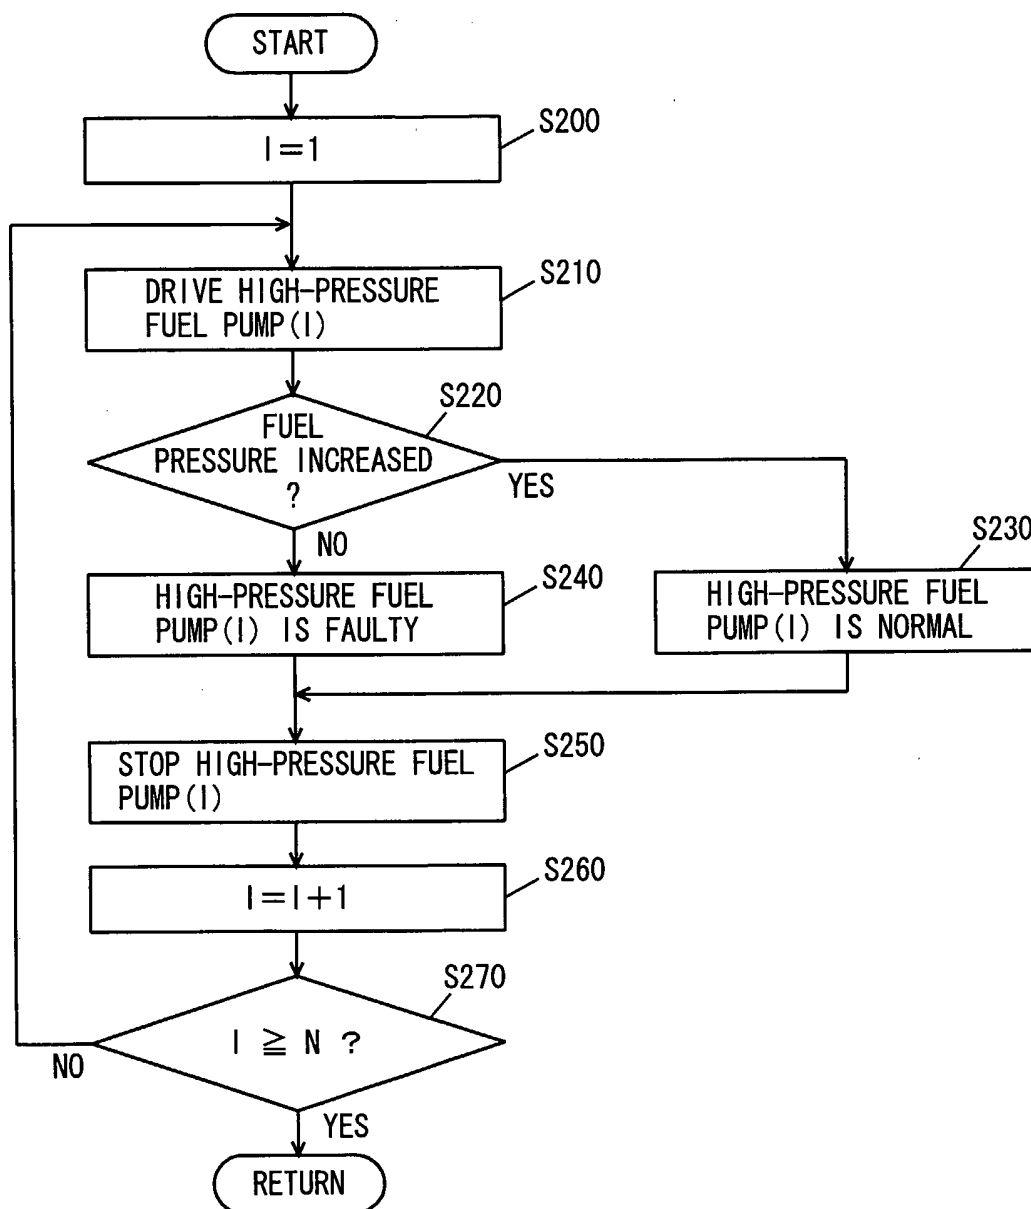 START
S200
I=1
S210
DRIVE HIGH-PRESSURE
FUEL PUMP(I)
S220
FUEL
PRESSURE INCREASED
?
YES
NO
S230
HIGH-PRESSURE FUEL
PUMP(I) IS NORMAL
S240
HIGH-PRESSURE FUEL
PUMP(I) IS FAULTY
S250
STOP HIGH-PRESSURE FUEL
PUMP(I)
S260
I=I+1
S270
I ≧ N ?
NO
YES
RETURN